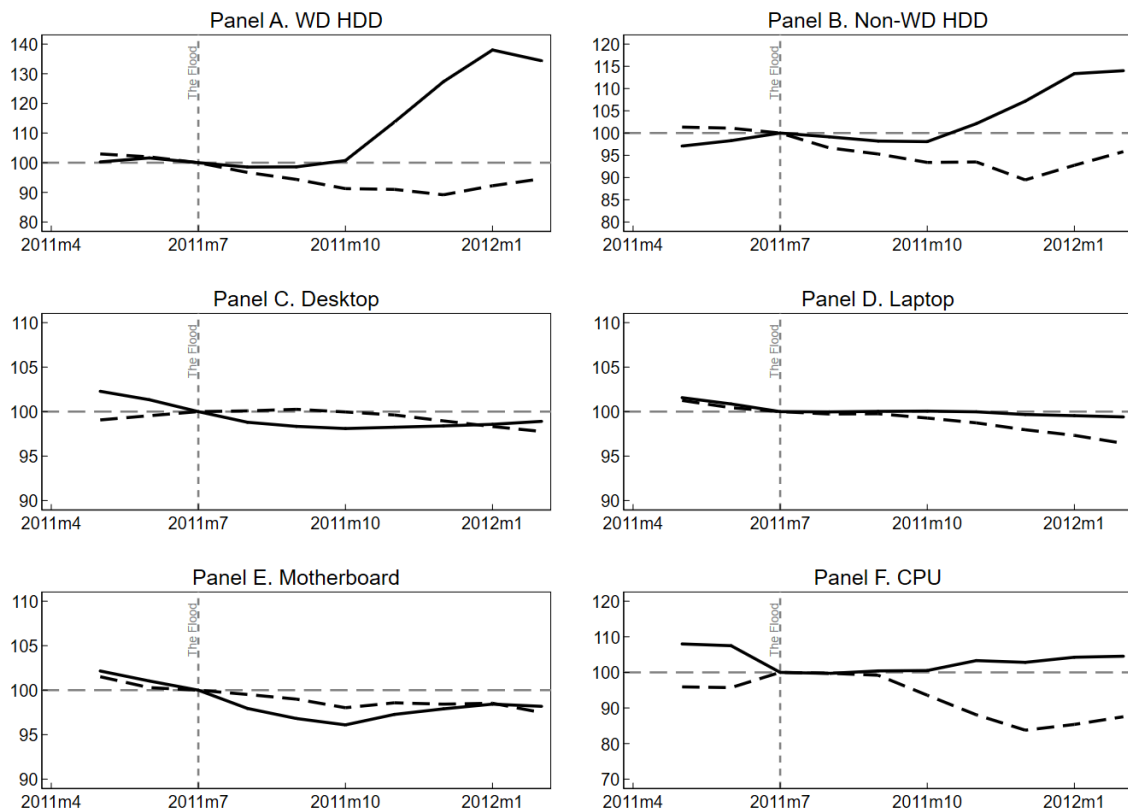 Panel A. WD HDD
140
130
120
110
100
90
80
The Flood
2011m4 2011m7 2011m10 2012m1
Panel B. Non-WD HDD
120
115
110
105
100
95
90
85
80
The Flood
2011m4 2011m7 2011m10 2012m1
Panel C. Desktop
110
105
100
95
90
The Flood
2011m4 2011m7 2011m10 2012m1
Panel D. Laptop
110
105
100
95
90
The Flood
2011m4 2011m7 2011m10 2012m1
Panel E. Motherboard
110
105
100
95
90
The Flood
2011m4 2011m7 2011m10 2012m1
Panel F. CPU
120
110
100
90
80
70
The Flood
2011m4 2011m7 2011m10 2012m1